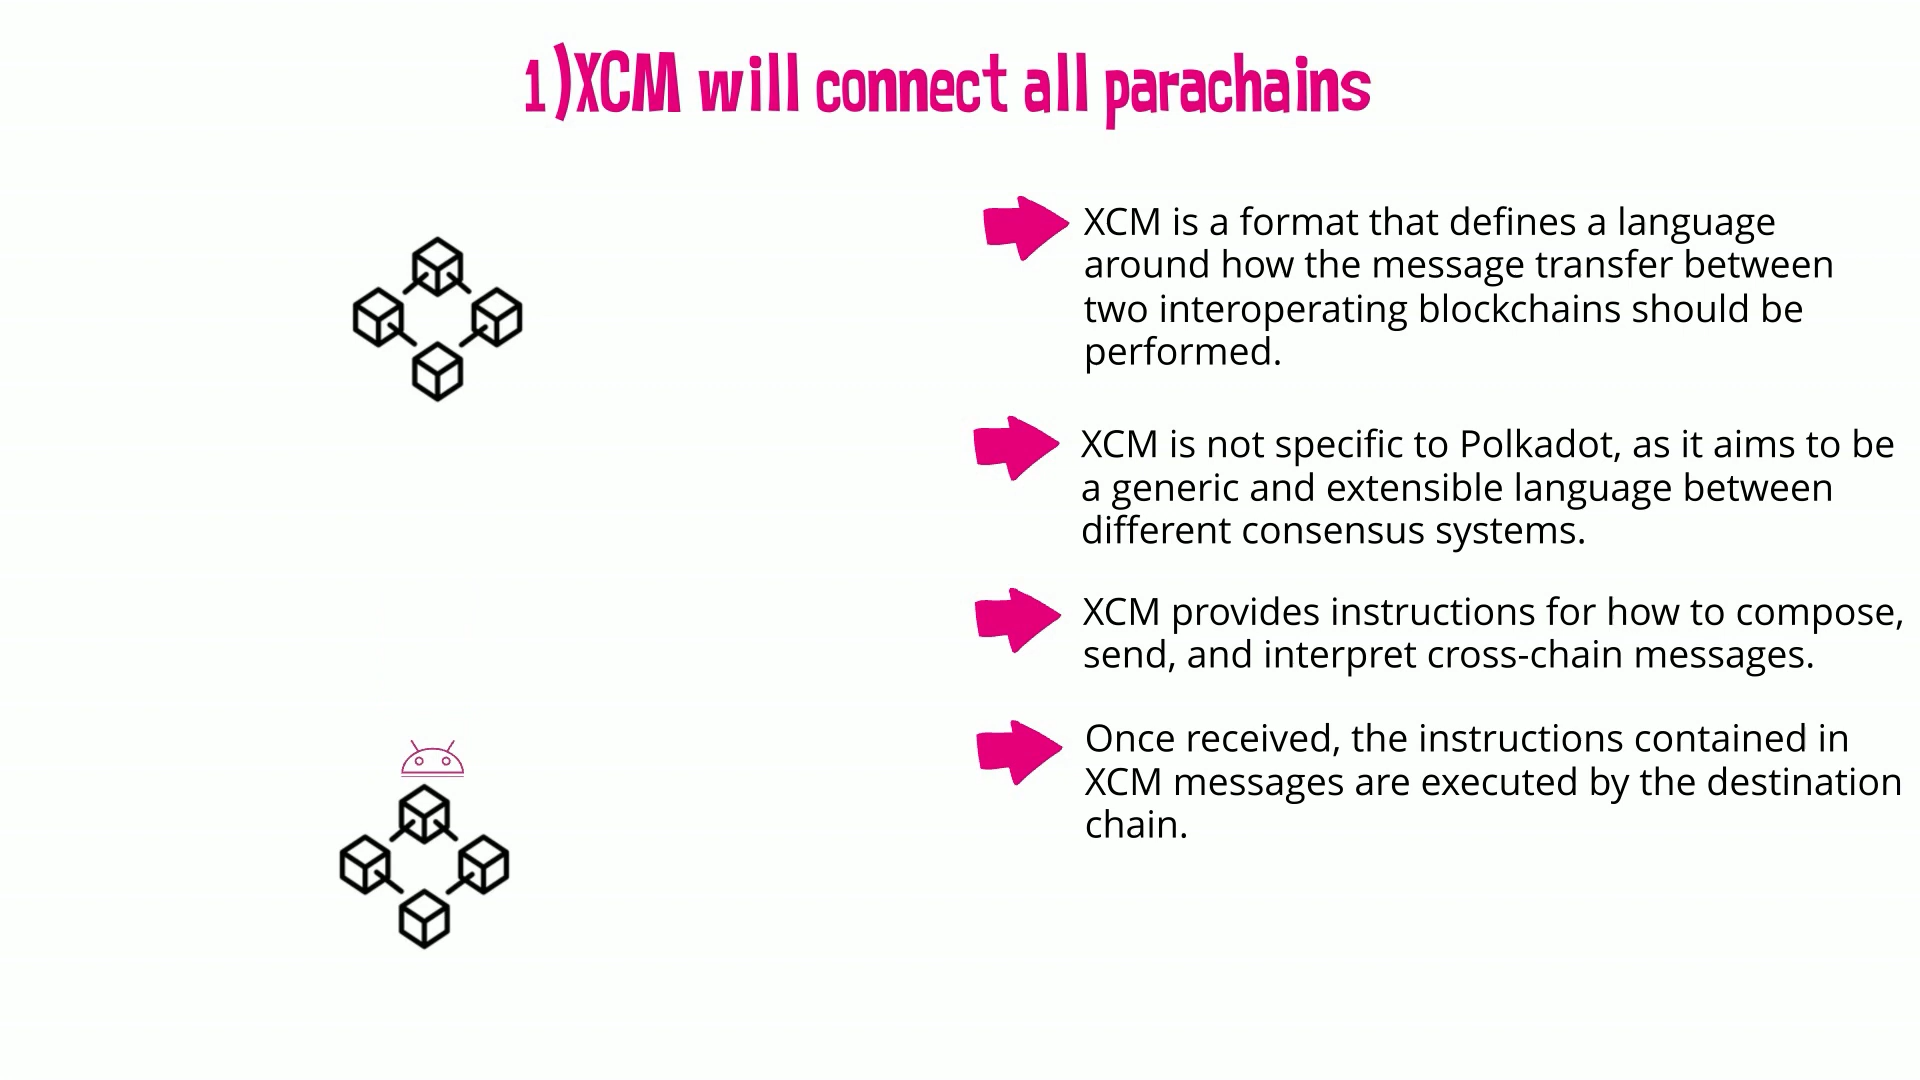 1)XCM will connect all parachains
XCM is a format that defines a language
around how the message transfer between
two interoperating blockchains should be
performed.
XCM is not specific to Polkadot, as it aims to be
a generic and extensible language between
different consensus systems.
XCM provides instructions for how to compose,
send, and interpret cross-chain messages.
Once received, the instructions contained in
XCM messages are executed by the destination
chain.